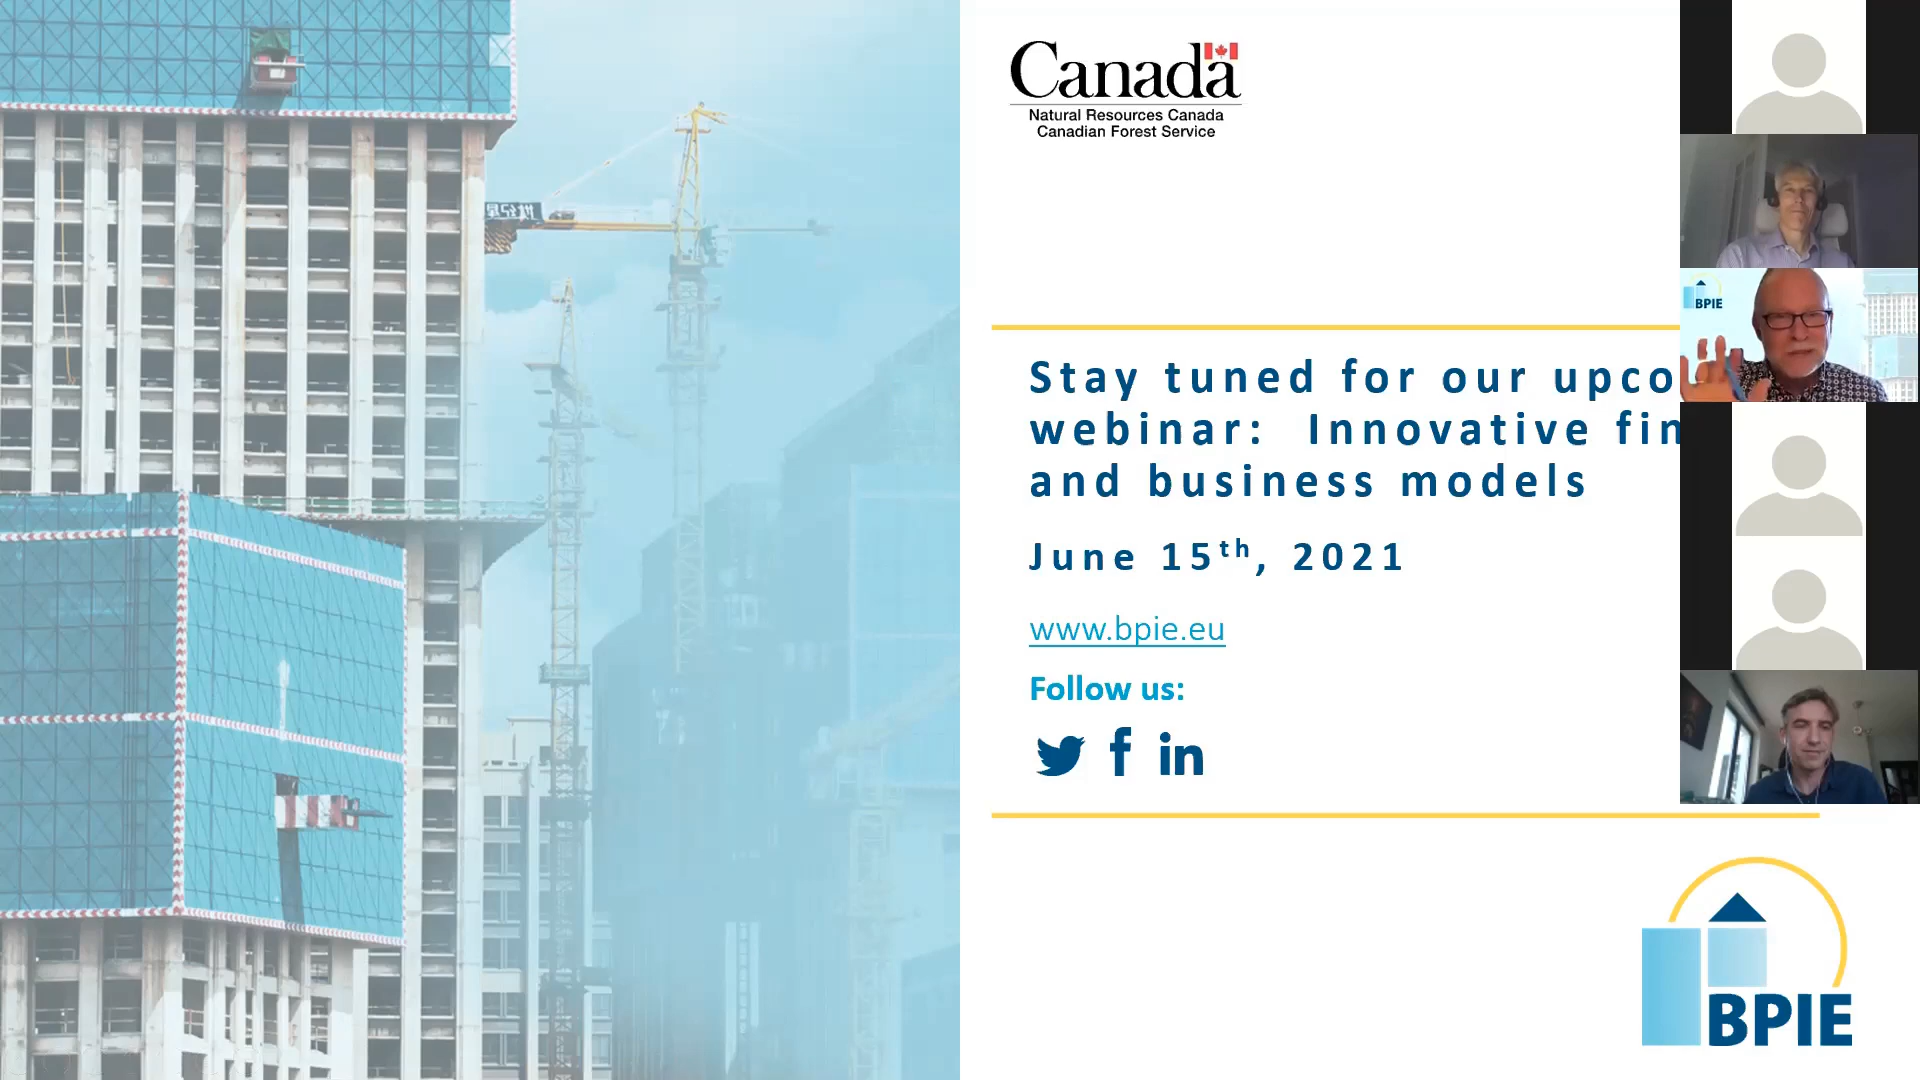 Canada
Natural Resources Canada
Canadian Forest Service
BPIE
Stay tuned for our upco
webinar: Innovative fin
and business models
June 15th, 2021
www.bpie.eu
Follow us:
BPIE